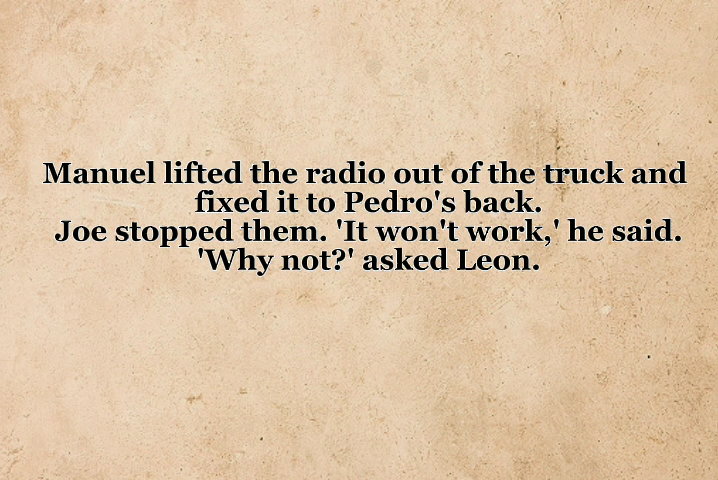 Manuel lifted the radio out of the truck and
fixed it to Pedro's back.
Joe stopped them. 'It won't work,' he said.
'Why not?' asked Leon.